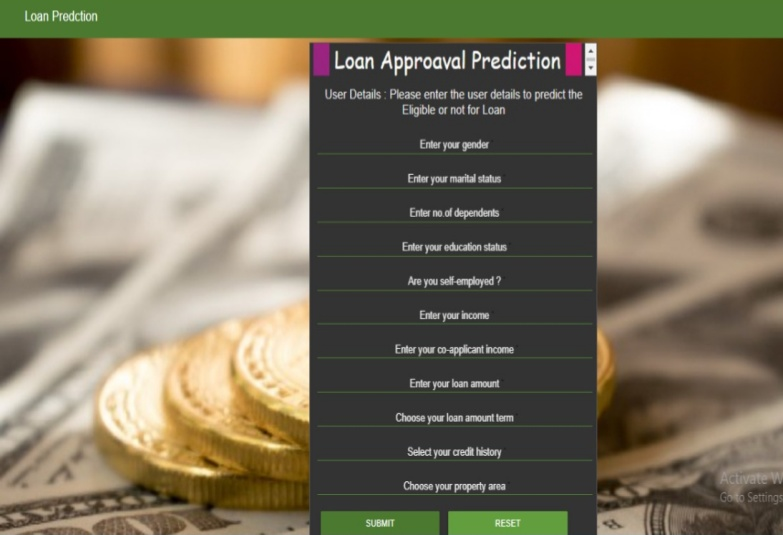 Loan Predction
Loan Approaval Prediction
User Details : Please enter the user details to predict the
Eligible or not for Loan
Enter your gender
Enter your marital status
Enter no.of dependents
Enter your education status
Are you self-employed ?
Enter your income
Enter your co-applicant income
Enter your loan amount
Choose your loan amount term
Select your credit history
Choose your property area
SUBMIT RESET
Activate W
Go to Settings